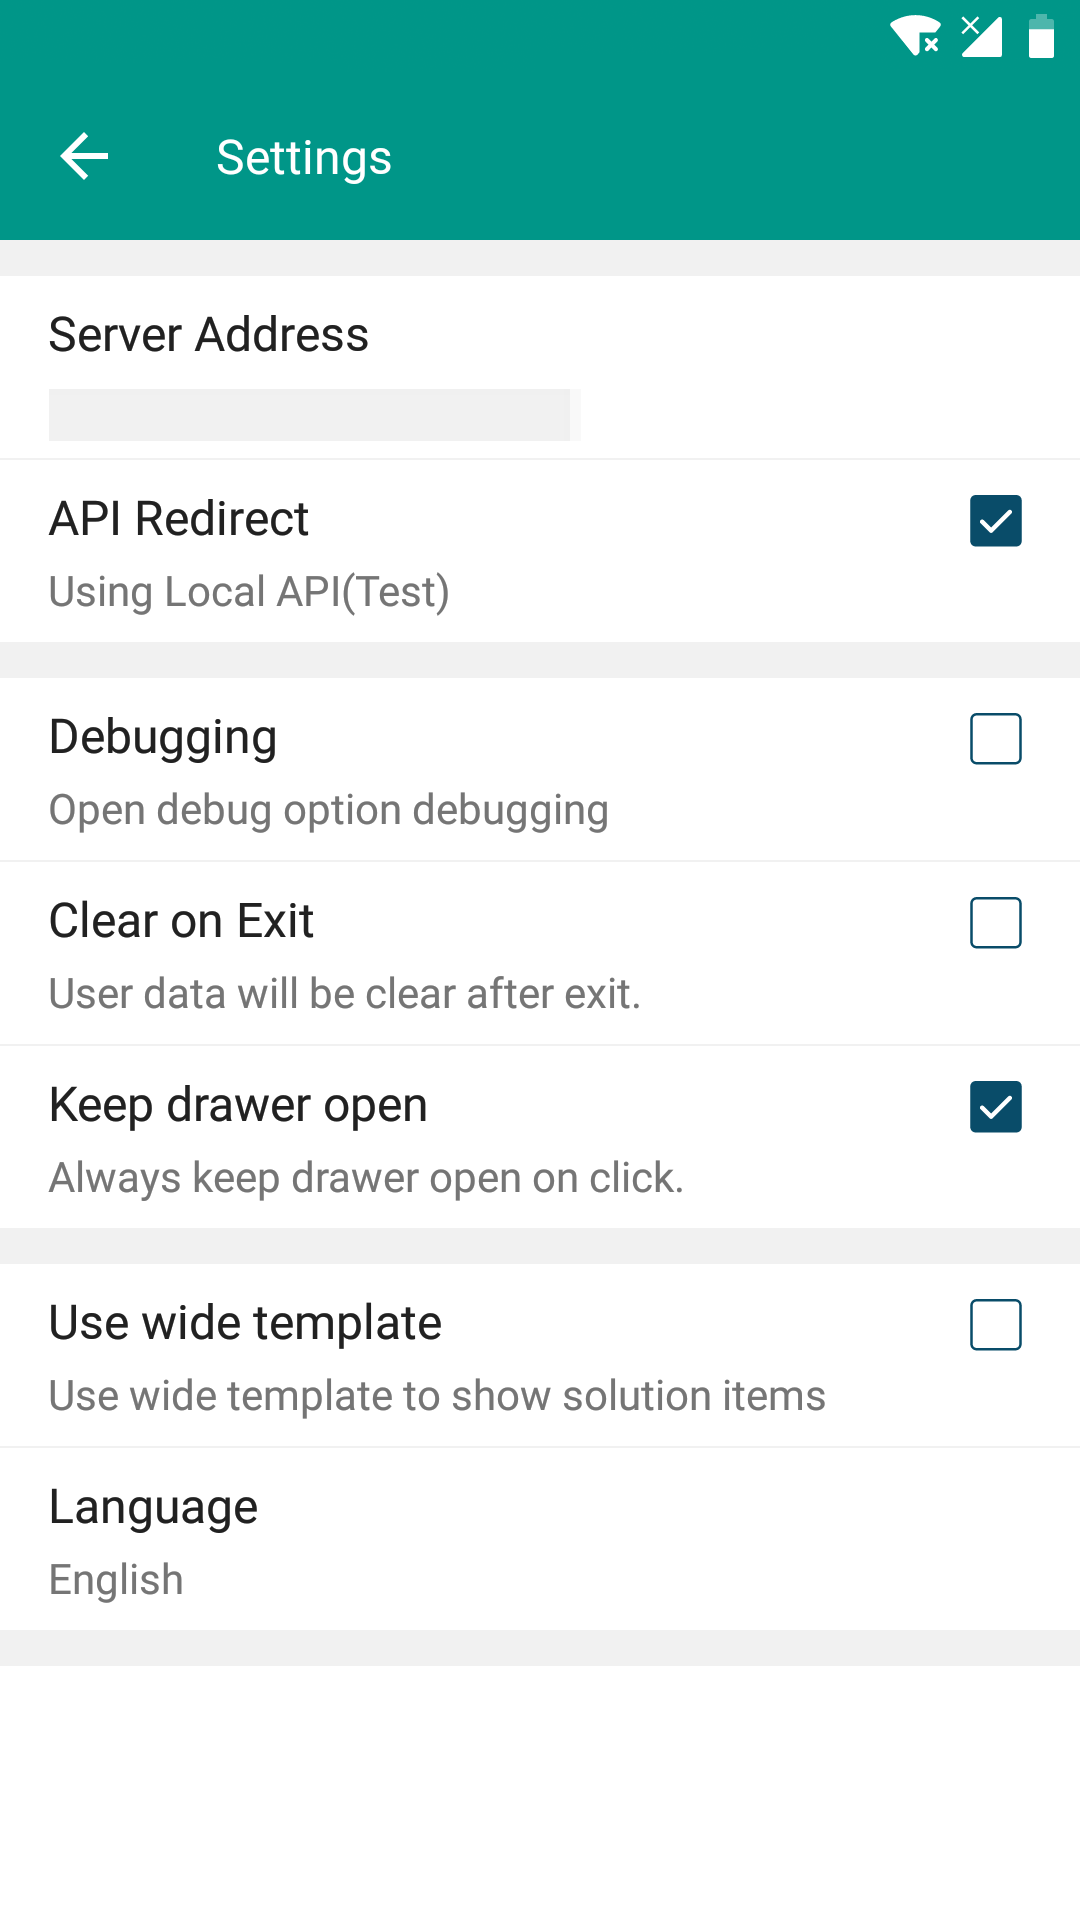 Settings
Server Address
API Redirect
Using Local API(Test)
Debugging
Open debug option debugging
Clear on Exit
User data will be clear after exit.
Keep drawer open
Always keep drawer open on click.
Use wide template
Use wide template to show solution items
Language
English